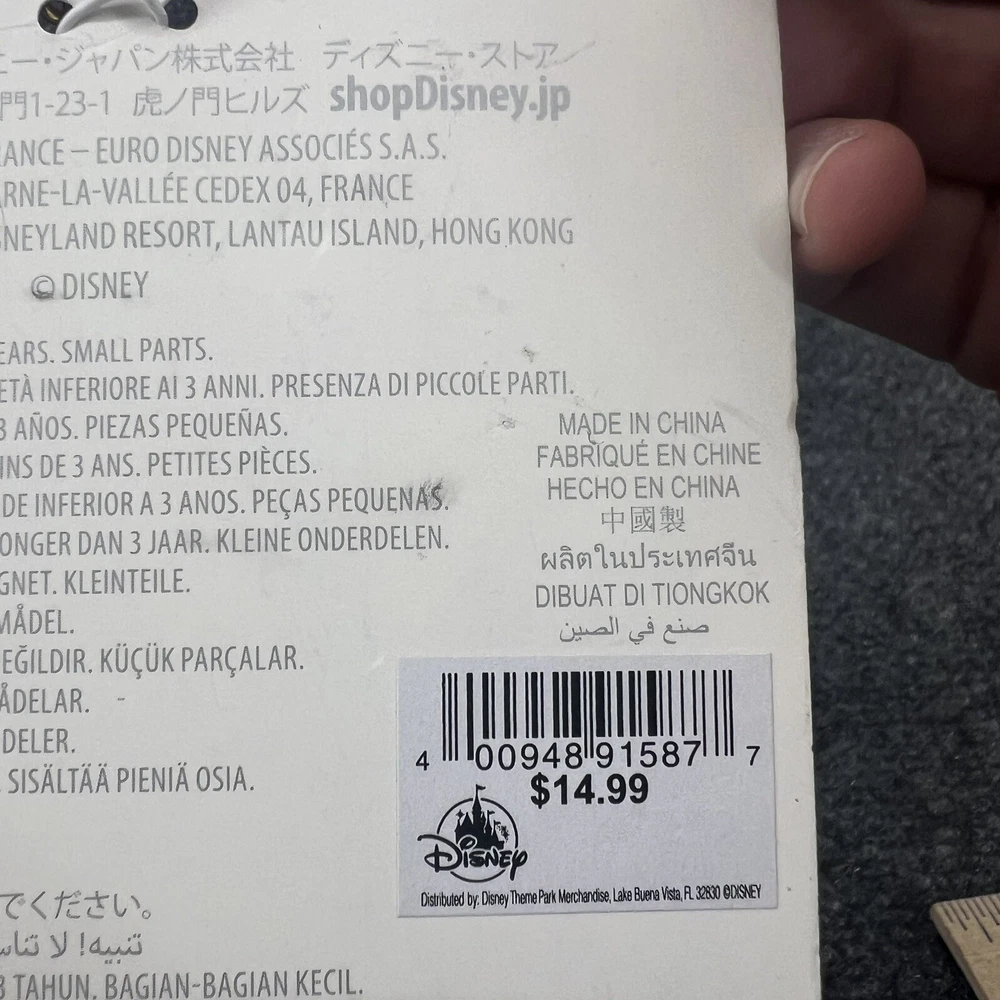 ー・ジャパン株式会社 ディズニー・ストア
門1-23-1 虎ノ門ヒルズ shopDisney.jp
RANCE – EURO DISNEY ASSOCIÉS S.A.S.
ARNE-LA-VALLÉE CEDEX 04, FRANCE
SNEYLAND RESORT, LANTAU ISLAND, HONG KONG
© DISNEY
EARS. SMALL PARTS.
ETÀ INFERIORE AI 3 ANNI. PRESENZA DI PICCOLE PARTI.
3 AÑOS. PIEZAS PEQUEÑAS.
INS DE 3 ANS. PETITES PIÈCES.
DE INFERIOR A 3 ANOS. PEÇAS PEQUENAS.
ONGER DAN 3 JAAR. KLEINE ONDERDELEN.
GNET. KLEINTEILE.
MÅDEL.
EĞILDIR. KÜÇÜK PARÇALAR.
ÅDELAR.
DELER.
SISÄLTÄÄ PIENIÄ OSIA.
MADE IN CHINA
FABRIQUÉ EN CHINE
HECHO EN CHINA
中國製
ผลิตในประเทศจีน
DIBUAT DI TIONGKOK
صنع في الصين
4 00948 91587 7
$14.99
DISNEY
Distributed by: Disney Theme Park Merchandise, Lake Buena Vista, FL 32830 ©DISNEY
でください。
تنبيه! لا تناس
3 TAHUN. BAGIAN-BAGIAN KECIL.